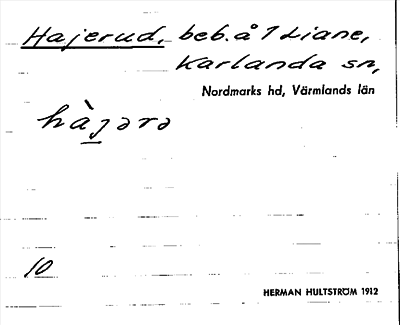 Hajerud, beb. å 1 Liane,
Karlanda sn,
Nordmarks hd, Värmlands län
hàjərə
10
HERMAN HULTSTRÖM 1912